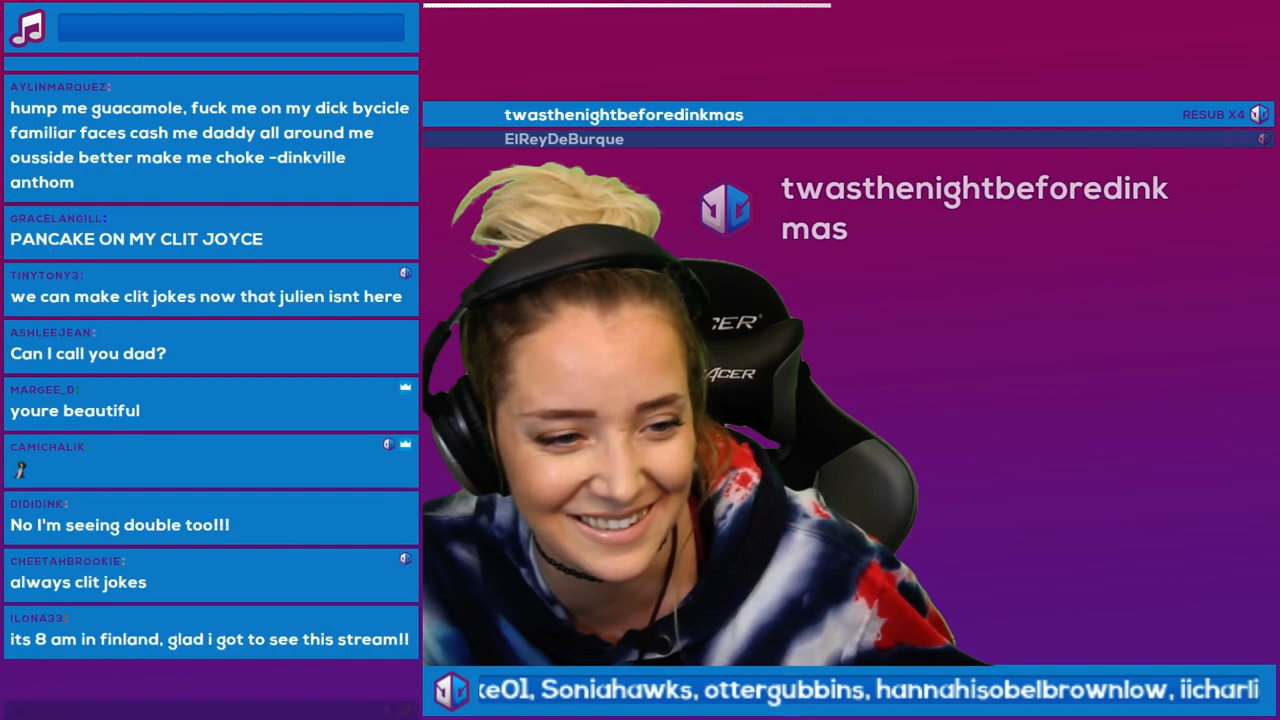 AYLINMARQUEZ:
hump me guacamole, fuck me on my dick bycicle
familiar faces cash me daddy all around me
ousside better make me choke -dinkville
anthom
GRACELANGILL:
PANCAKE ON MY CLIT JOYCE
TINYTONY3:
we can make clit jokes now that julien isnt here
ASHLEEJEAN:
Can I call you dad?
MARGEE_D:
youre beautiful
CAMICHALIK:
DIDIDINK:
No I'm seeing double too!!!
CHEETAHBROOKIE:
always clit jokes
ILONA33:
its 8 am in finland, glad i got to see this stream!!
twasthenightbeforedinkmas RESUB X4
ElReyDeBurque
twasthenightbeforedink
mas
CER
ACER
ke01, Soniahawks, ottergubbins, hannahisobelbrownlow, iicharli